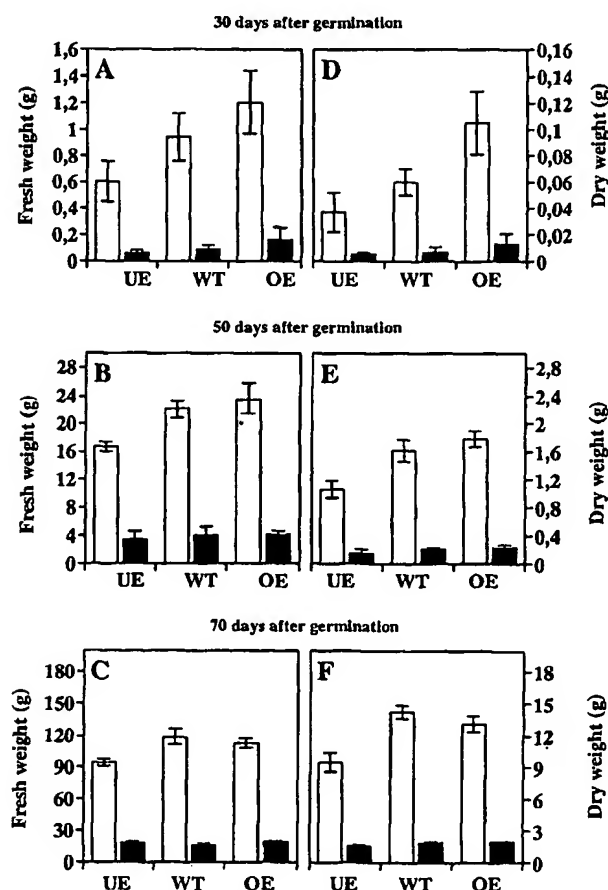 30 days after germination
A
D
Fresh weight (g)
1,6
1,4
1,2
1
0,8
0,6
0,4
0,2
0
0,16
0,14
0,12
0,1
0,08
0,06
0,04
0,02
0
Dry weight (g)
UE WT OE UE WT OE
50 days after germination
B
E
Fresh weight (g)
28
24
20
16
12
8
4
0
2,8
2,4
2
1,6
1,2
0,8
0,4
0
Dry weight (g)
UE WT OE UE WT OE
70 days after germination
C
F
Fresh weight (g)
180
150
120
90
60
30
0
18
15
12
9
6
3
0
Dry weight (g)
UE WT OE UE WT OE